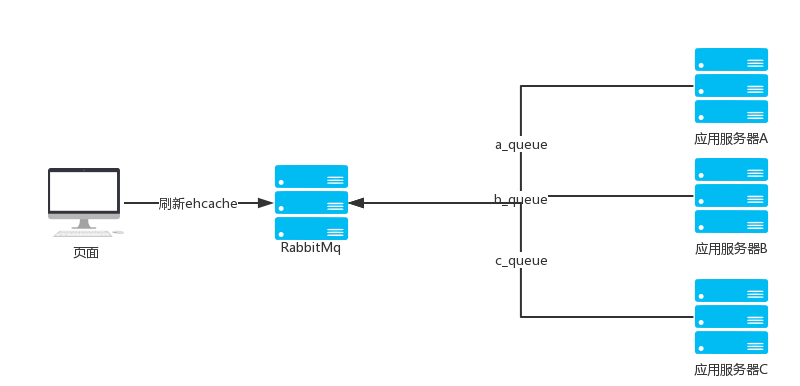 页面
刷新ehcache
RabbitMq
a_queue
b_queue
c_queue
应用服务器A
应用服务器B
应用服务器C